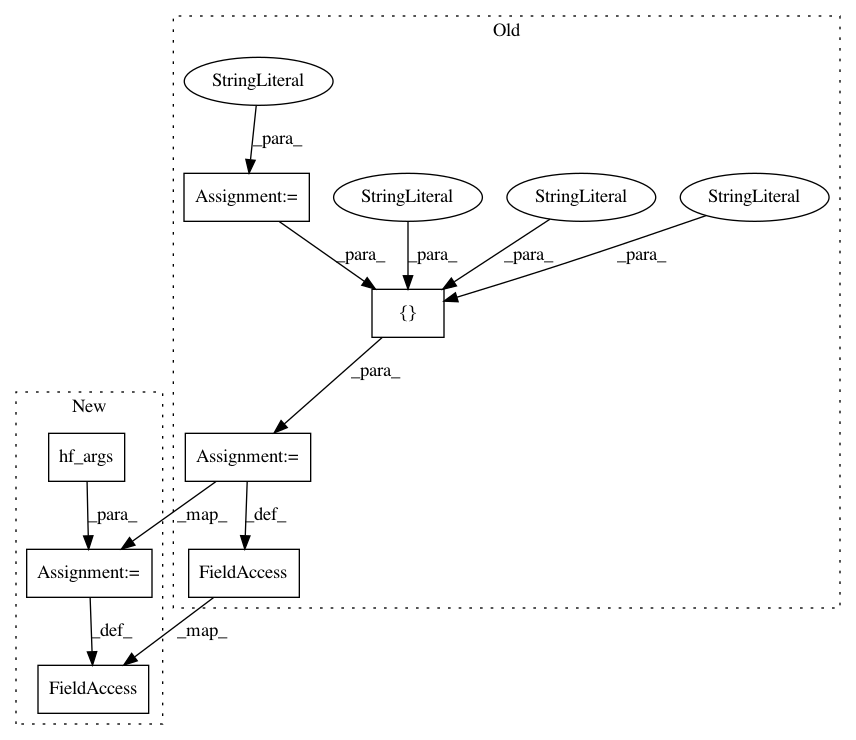 Old
StringLiteral
_para_
Assignment:=
StringLiteral
StringLiteral
StringLiteral
_para_
_para_
_para_
_para_
{}
_para_
New
hf_args
Assignment:=
_para_
_map_
_def_
Assignment:=
FieldAccess
_def_
_map_
FieldAccess